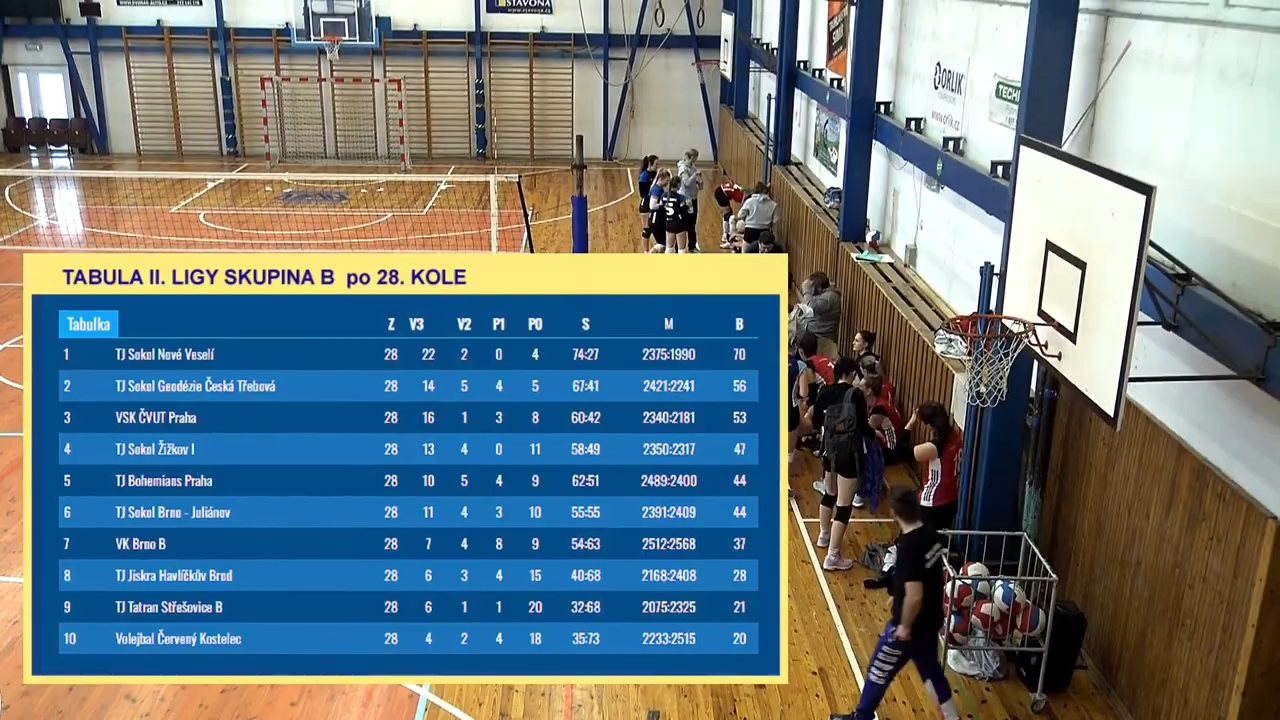 STAVONA
www.stavona.cz
ORLIK
www.orlik.cz
TECH
5
TABULA II. LIGY SKUPINA B po 28. KOLE
Tabulka Z V3 V2 P1 P0 S M B
1 TJ Sokol Nové Veselí 28 22 2 0 4 74:27 2375:1990 70
2 TJ Sokol Geodézie Česká Třebová 28 14 5 4 5 67:41 2421:2241 56
3 VSK ČVUT Praha 28 16 1 3 8 60:42 2340:2181 53
4 TJ Sokol Žižkov I 28 13 4 0 11 58:49 2350:2317 47
5 TJ Bohemians Praha 28 10 5 4 9 62:51 2489:2400 44
6 TJ Sokol Brno - Juliánov 28 11 4 3 10 55:55 2391:2409 44
7 VK Brno B 28 7 4 8 9 54:63 2512:2568 37
8 TJ Jiskra Havlíčkův Brod 28 6 3 4 15 40:68 2168:2408 28
9 TJ Tatran Střešovice B 28 6 1 1 20 32:68 2075:2325 21
10 Volejbal Červený Kostelec 28 4 2 4 18 35:73 2233:2515 20